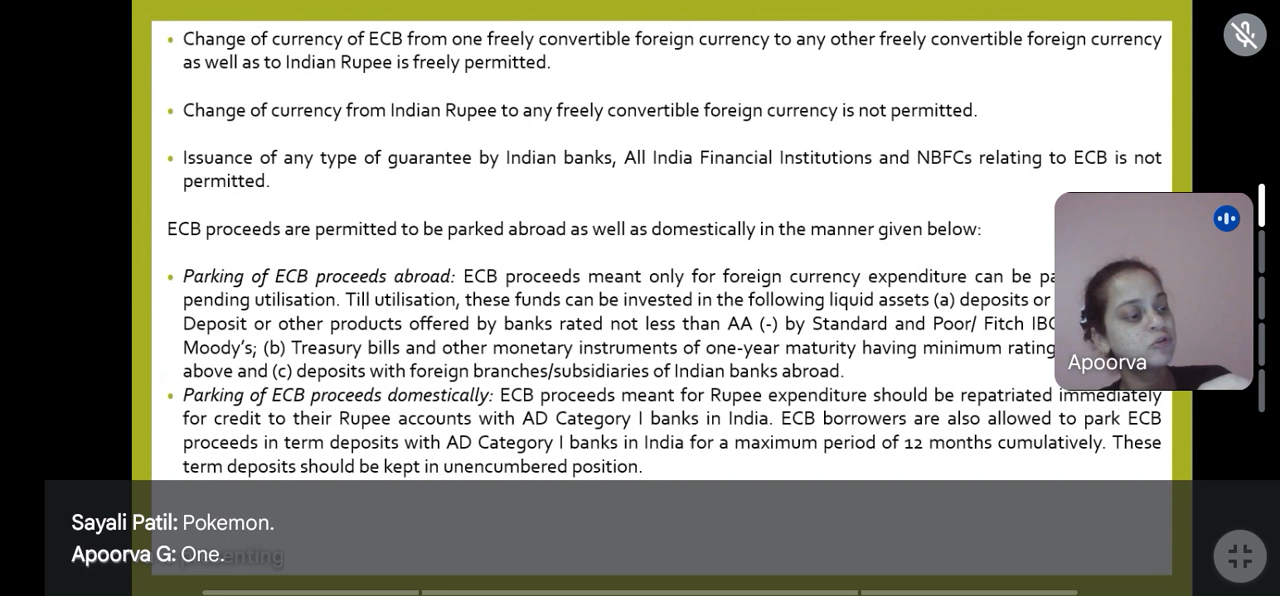 • Change of currency of ECB from one freely convertible foreign currency to any other freely convertible foreign currency
as well as to Indian Rupee is freely permitted.
• Change of currency from Indian Rupee to any freely convertible foreign currency is not permitted.
• Issuance of any type of guarantee by Indian banks, All India Financial Institutions and NBFCs relating to ECB is not
permitted.
ECB proceeds are permitted to be parked abroad as well as domestically in the manner given below:
• Parking of ECB proceeds abroad: ECB proceeds meant only for foreign currency expenditure can be
pending utilisation. Till utilisation, these funds can be invested in the following liquid assets (a) deposits or
Deposit or other products offered by banks rated not less than AA (-) by Standard and Poor/ Fitch
Moody's; (b) Treasury bills and other monetary instruments of one-year maturity having minimum rating
above and (c) deposits with foreign branches/subsidiaries of Indian banks abroad.
• Parking of ECB proceeds domestically: ECB proceeds meant for Rupee expenditure should be repatriated immediately
for credit to their Rupee accounts with AD Category I banks in India. ECB borrowers are also allowed to park ECB
proceeds in term deposits with AD Category I banks in India for a maximum period of 12 months cumulatively. These
term deposits should be kept in unencumbered position.
Apoorva
Sayali Patil: Pokemon.
Apoorva G: One.